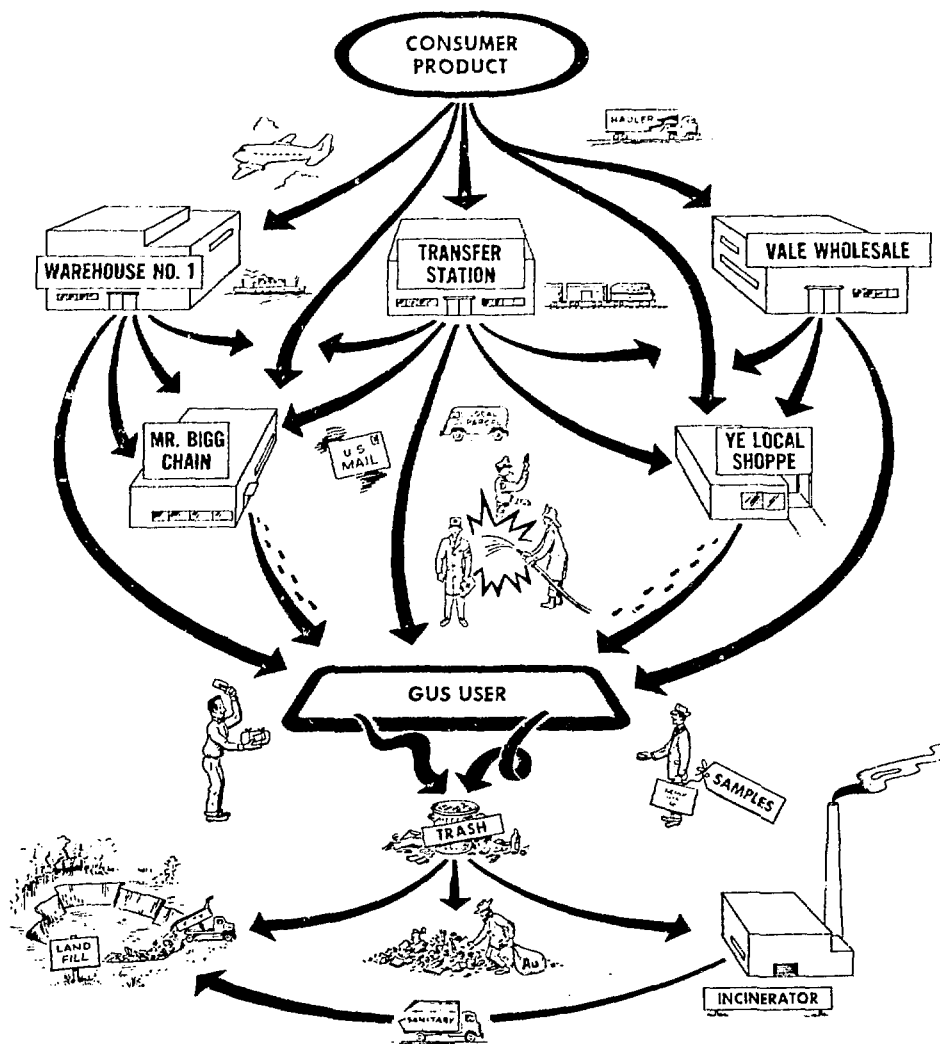 CONSUMER
PRODUCT
HAULER
WAREHOUSE NO. 1
TRANSFER
STATION
VALE WHOLESALE
MR. BIGG
CHAIN
U S
MAIL
LOCAL
PARCEL
YE LOCAL
SHOPPE
GUS USER
SAMPLES
TRASH
LAND
FILL
Au
INCINERATOR
SANITARY